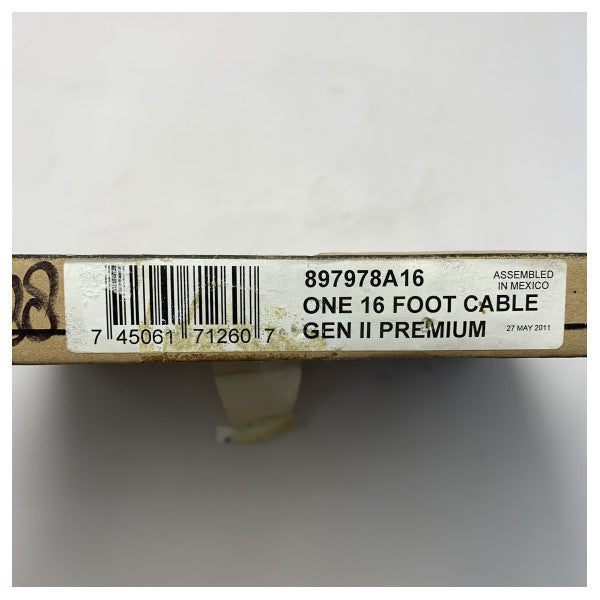 897978A16
ONE 16 FOOT CABLE
GEN II PREMIUM
ASSEMBLED
IN MEXICO
27 MAY 2011
7 45061 71260 7